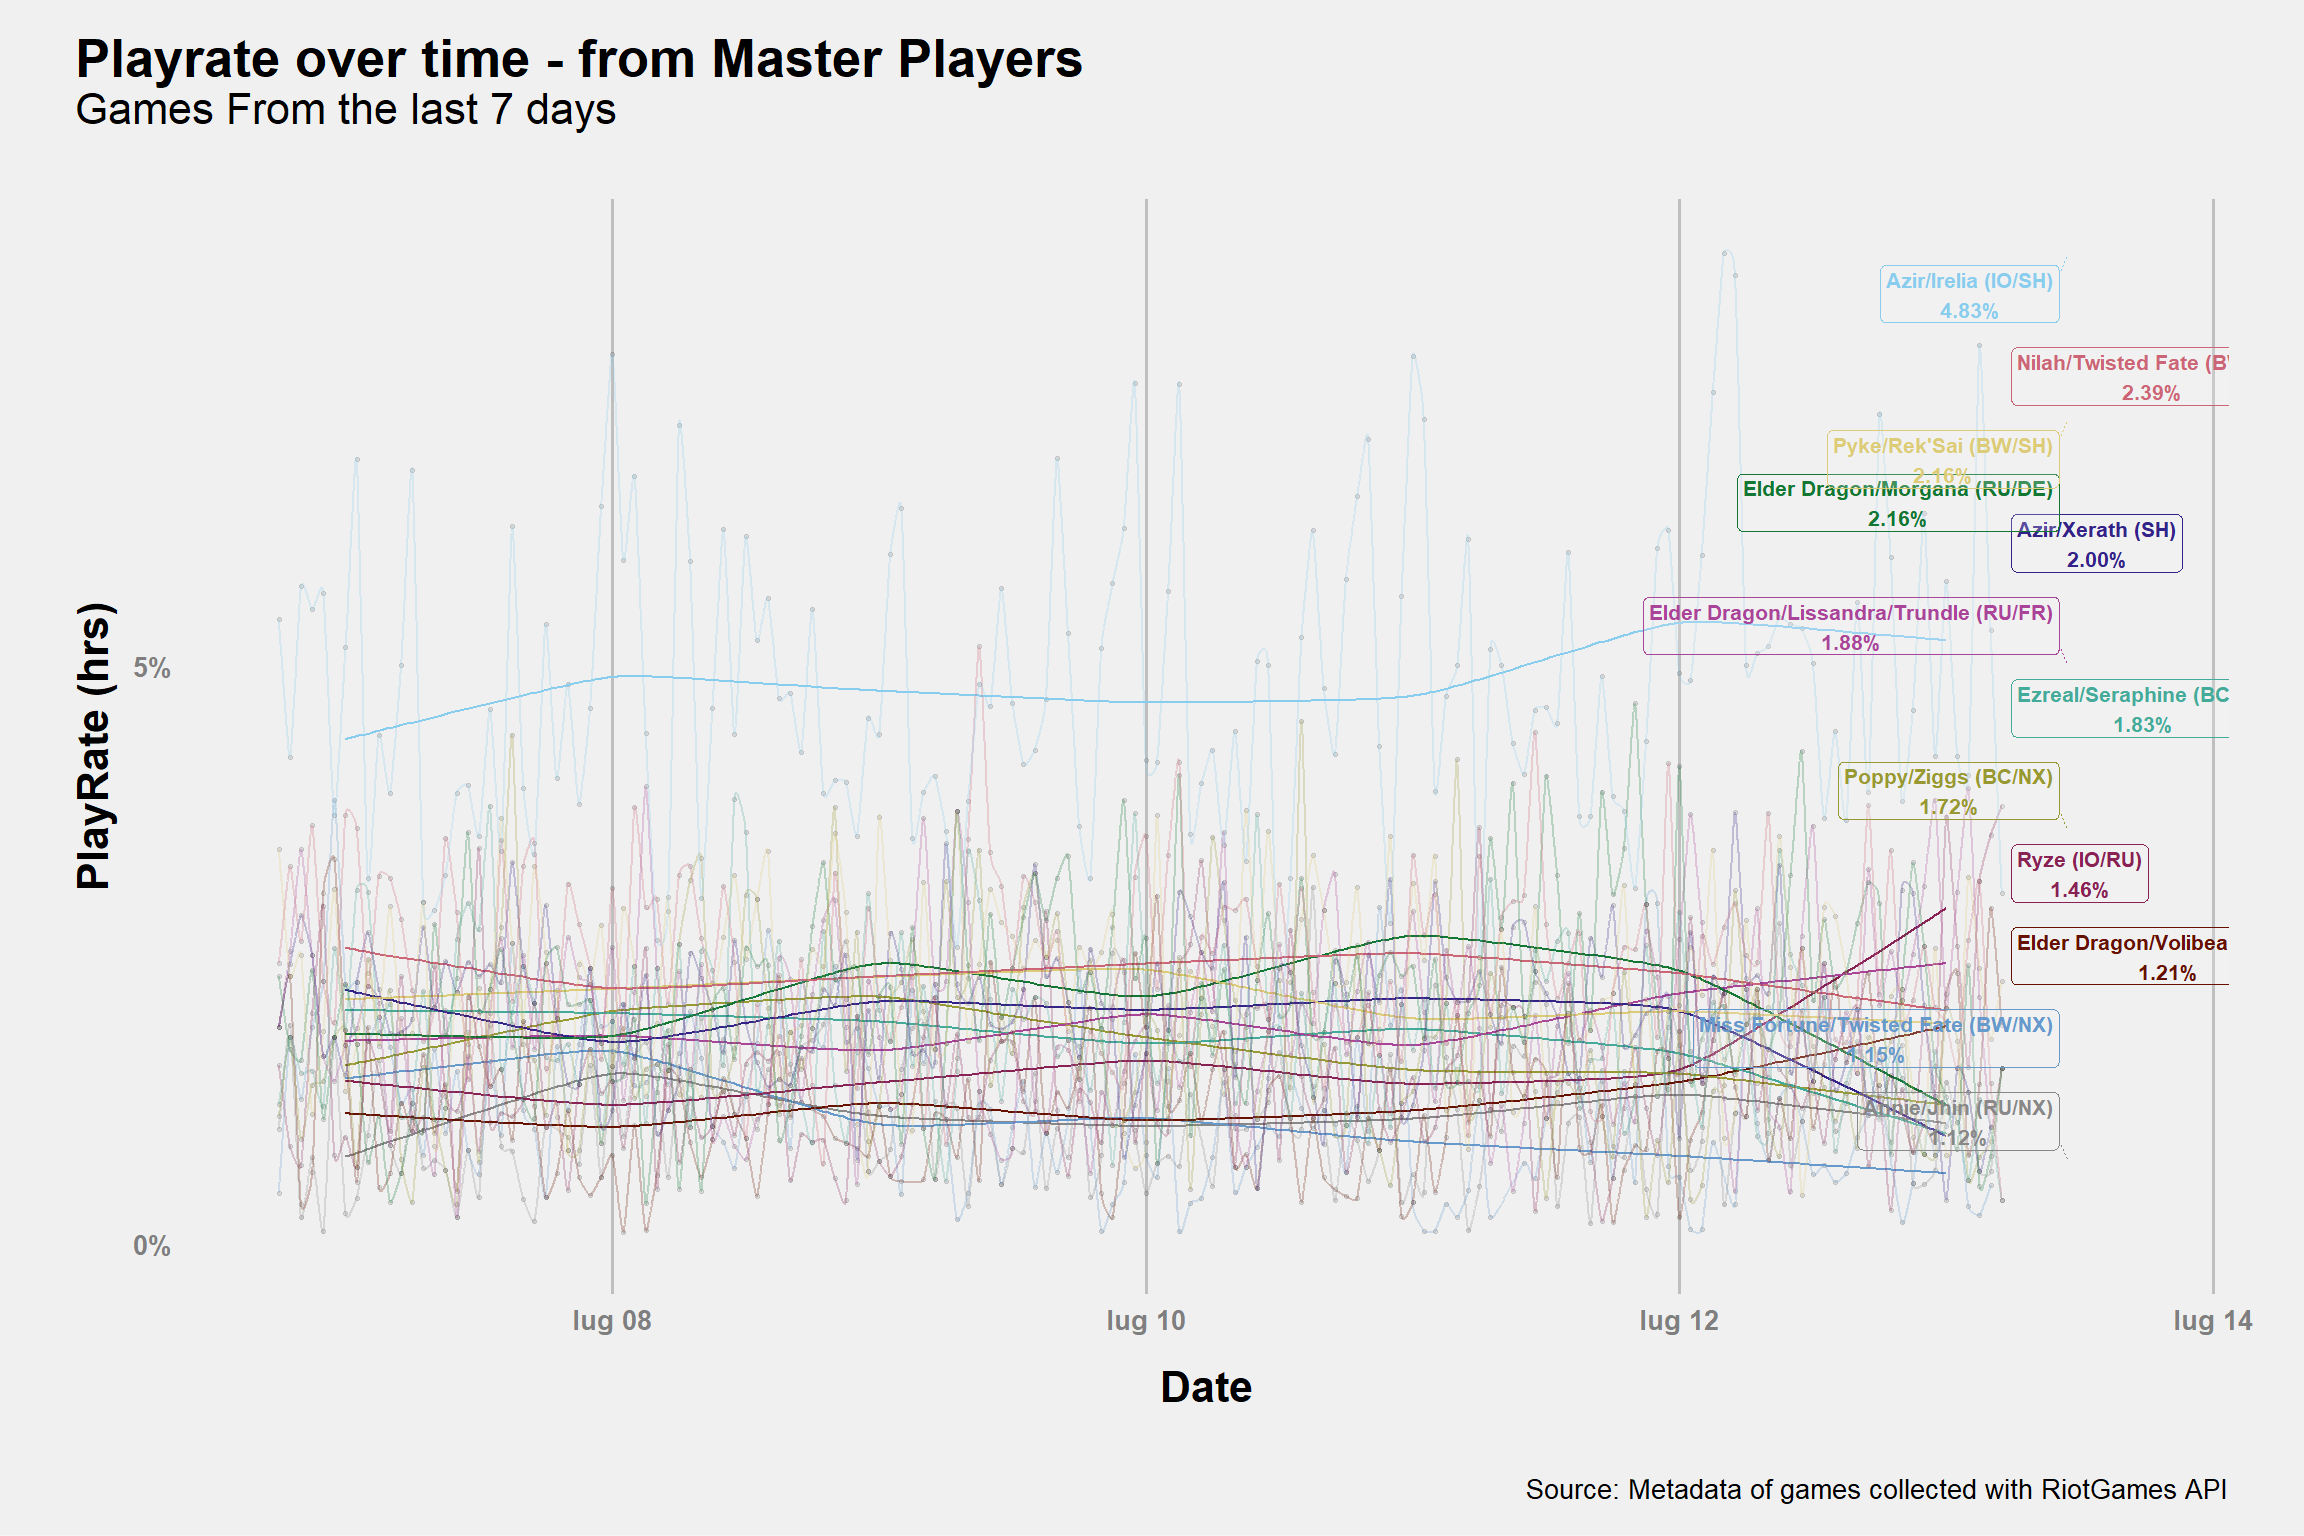 Playrate over time - from Master Players
Games From the last 7 days
PlayRate (hrs)
5%
0%
Azir/Irelia (IO/SH)
4.83%
Nilah/Twisted Fate
2.39%
Pyke/Rek'Sai (BW/SH)
2.16%
Elder Dragon/Morgana (RU/DE)
2.16%
Azir/Xerath (SH)
2.00%
Elder Dragon/Lissandra/Trundle (RU/FR)
1.88%
Ezreal/Seraphine (BC
1.83%
Poppy/Ziggs (BC/NX)
1.72%
Ryze (IO/RU)
1.46%
Elder Dragon/Volibea
1.21%
Miss Fortune/Twisted Fate (BW/NX)
1.15%
Annie/Jhin (RU/NX)
1.12%
lug 08
lug 10
lug 12
lug 14
Date
Source: Metadata of games collected with RiotGames API